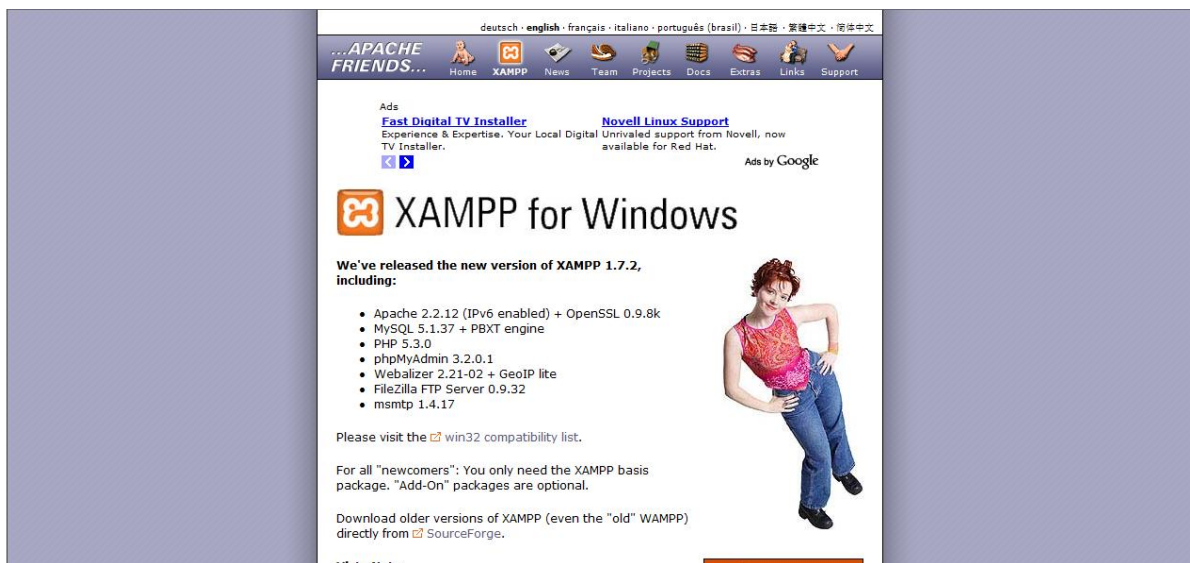 deutsch · english · français · italiano · português (brasil) · 日本語 · 繁體中文 · 简体中文
...APACHE
FRIENDS...
Home XAMPP News Team Projects Docs Extras Links Support
Ads
Fast Digital TV Installer
Experience & Expertise. Your Local Digital
TV Installer.
Novell Linux Support
Unrivaled support from Novell, now
available for Red Hat.
Ads by Google
XAMPP for Windows
We've released the new version of XAMPP 1.7.2,
including:
Apache 2.2.12 (IPv6 enabled) + OpenSSL 0.9.8k
MySQL 5.1.37 + PBXT engine
PHP 5.3.0
phpMyAdmin 3.2.0.1
Webalizer 2.21-02 + GeoIP lite
FileZilla FTP Server 0.9.32
msmtp 1.4.17
Please visit the win32 compatibility list.
For all "newcomers": You only need the XAMPP basis
package. "Add-On" packages are optional.
Download older versions of XAMPP (even the "old" WAMPP)
directly from SourceForge.